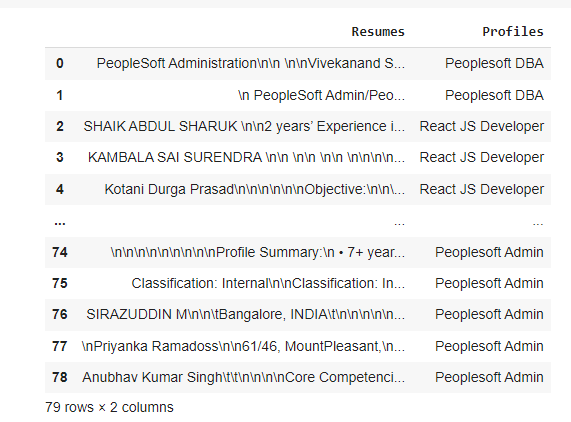 Resumes Profiles
0 PeopleSoft Administration\n\n \n\nVivekanand S... Peoplesoft DBA
1 \n PeopleSoft Admin/Peo... Peoplesoft DBA
2 SHAIK ABDUL SHARUK \n\n2 years’ Experience i... React JS Developer
3 KAMBALA SAI SURENDRA \n\n \n\n \n\n \n\n\n\n... React JS Developer
4 Kotani Durga Prasad\n\n\n\n\n\nObjective:\n\n\... React JS Developer
... ... ...
74 \n\n\n\n\n\n\n\n\nProfile Summary:\n • 7+ year... Peoplesoft Admin
75 Classification: Internal\n\nClassification: In... Peoplesoft Admin
76 SIRAZUDDIN M\n\n\tBangalore, INDIA\t\n\n\n\n\n... Peoplesoft Admin
77 \nPriyanka Ramadoss\n\n61/46, MountPleasant,\n... Peoplesoft Admin
78 Anubhav Kumar Singh\t\t\n\n\n\nCore Competenci... Peoplesoft Admin
79 rows × 2 columns